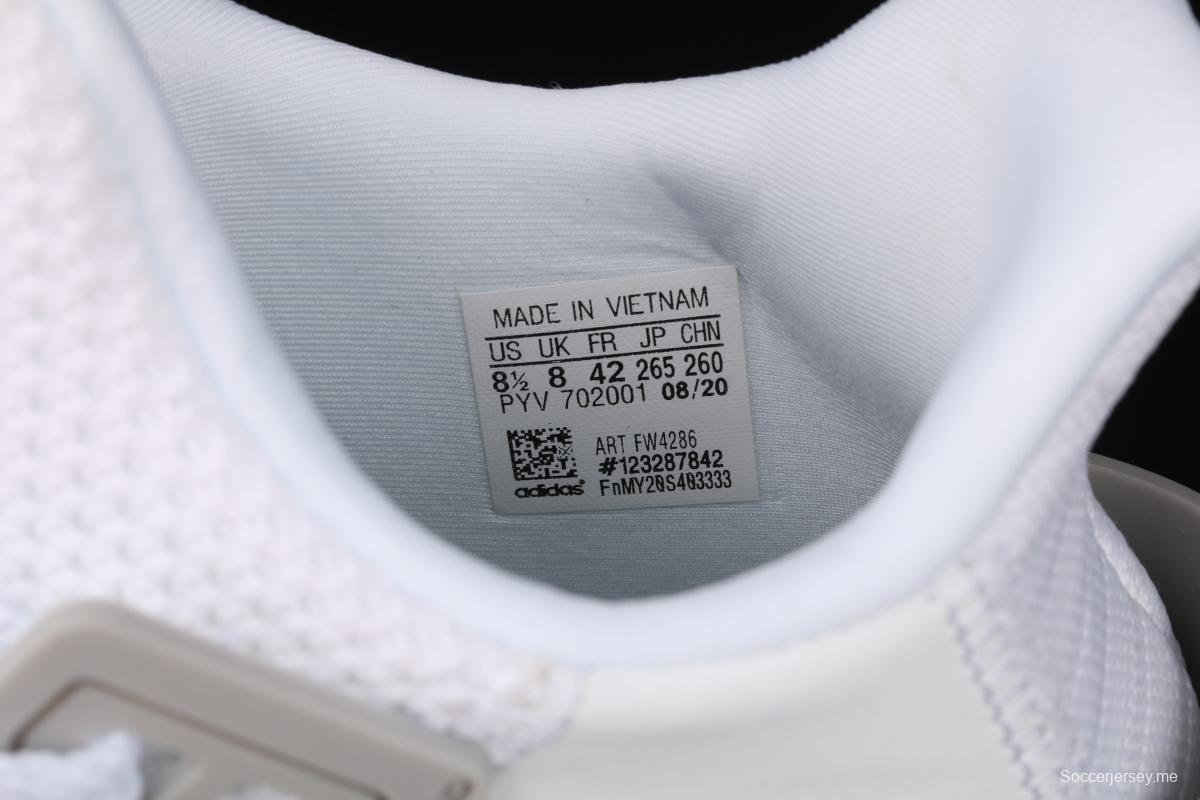 MADE IN VIETNAM
US UK FR JP CHN
8½ 8 42 265 260
PYV 702001 08/20
ART FW4286
#123287842
adidas FnMY20S403333
Soccerjersey.me